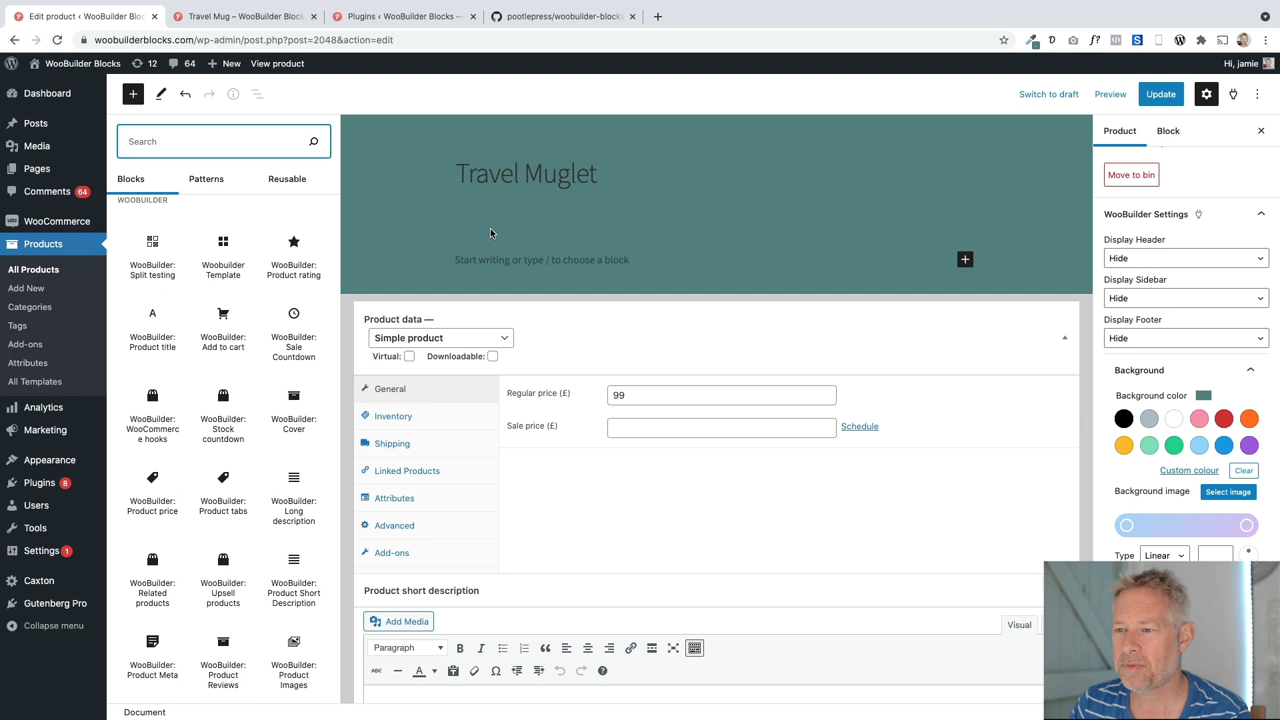 Edit product ‹ WooBuilder Bloc
Travel Mug – WooBuilder Block
Plugins ‹ WooBuilder Blocks —
pootlepress/woobuilder-blocks
woobuilderblocks.com/wp-admin/post.php?post=2048&action=edit
WooBuilder Blocks
12
64
New
View product
Hi, jamie
Dashboard
Posts
Media
Pages
Comments 64
WooCommerce
Products
All Products
Add New
Categories
Tags
Add-ons
Attributes
All Templates
Analytics
Marketing
Appearance
Plugins 8
Users
Tools
Settings 1
Caxton
Gutenberg Pro
Collapse menu
Switch to draft
Preview
Update
Search
Blocks
Patterns
Reusable
WOOBUILDER
WooBuilder:
Split testing
Woobuilder
Template
WooBuilder:
Product rating
WooBuilder:
Product title
WooBuilder:
Add to cart
WooBuilder:
Sale
Countdown
WooBuilder:
WooCommerc
e hooks
WooBuilder:
Stock
countdown
WooBuilder:
Cover
WooBuilder:
Product price
WooBuilder:
Product tabs
WooBuilder:
Long
description
WooBuilder:
Related
products
WooBuilder:
Upsell
products
WooBuilder:
Product Short
Description
WooBuilder:
Product Meta
WooBuilder:
Product
Reviews
WooBuilder:
Product
Images
Document
Travel Muglet
Start writing or type / to choose a block
Product data —
Simple product
Virtual:
Downloadable:
General
Inventory
Shipping
Linked Products
Attributes
Advanced
Add-ons
Regular price (£)
99
Sale price (£)
Schedule
Product short description
Add Media
Visual
Paragraph
Product
Block
Move to bin
WooBuilder Settings
Display Header
Hide
Display Sidebar
Hide
Display Footer
Hide
Background
Background color
Custom colour
Clear
Background image
Select image
Type
Linear